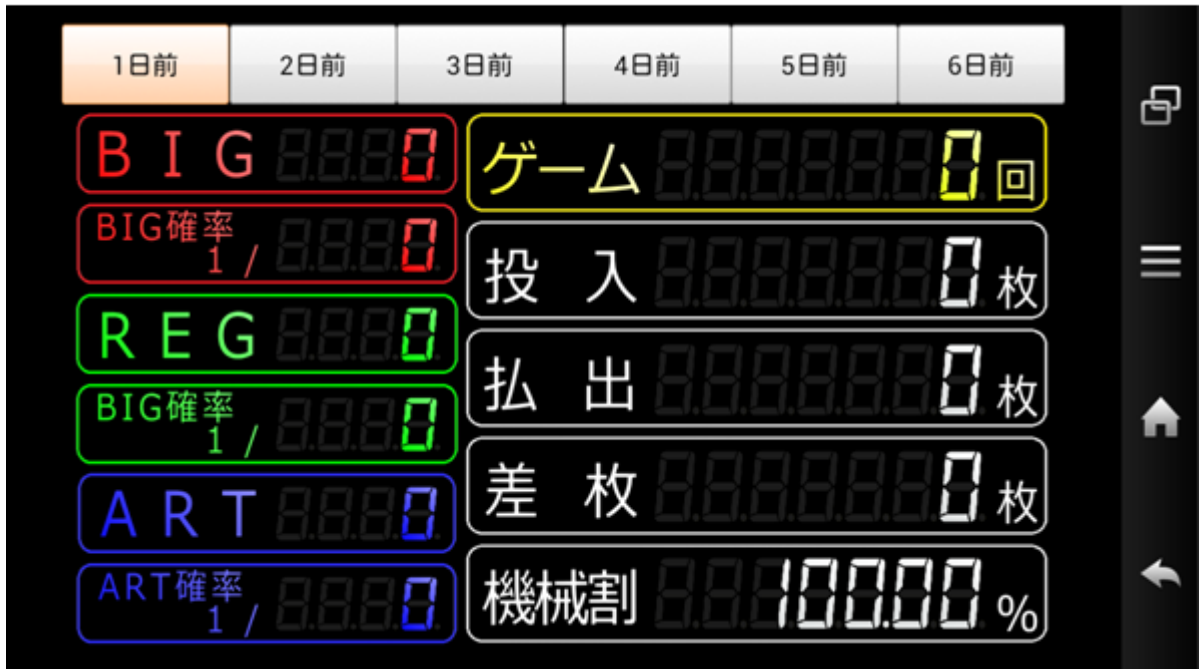 1日前 2日前 3日前 4日前 5日前 6日前
BIG 0
BIG確率
1/ 0
REG 0
BIG確率
1/ 0
ART 0
ART確率
1/ 0
ゲーム 0回
投入 0枚
払出 0枚
差枚 0枚
機械割 100.00%